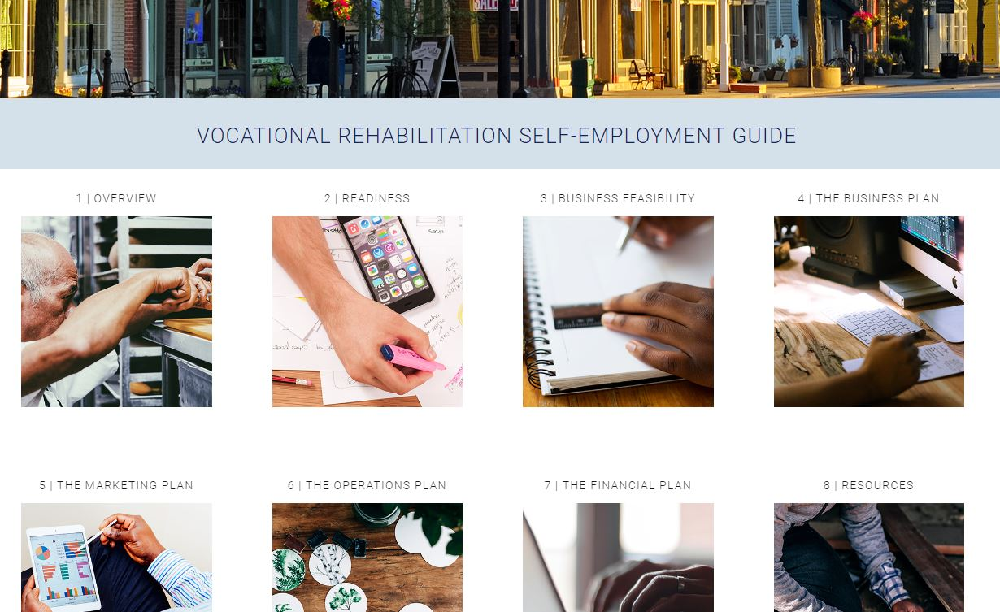 SALE
VOCATIONAL REHABILITATION SELF-EMPLOYMENT GUIDE
1 | OVERVIEW
2 | READINESS
3 | BUSINESS FEASIBILITY
4 | THE BUSINESS PLAN
5 | THE MARKETING PLAN
6 | THE OPERATIONS PLAN
7 | THE FINANCIAL PLAN
8 | RESOURCES